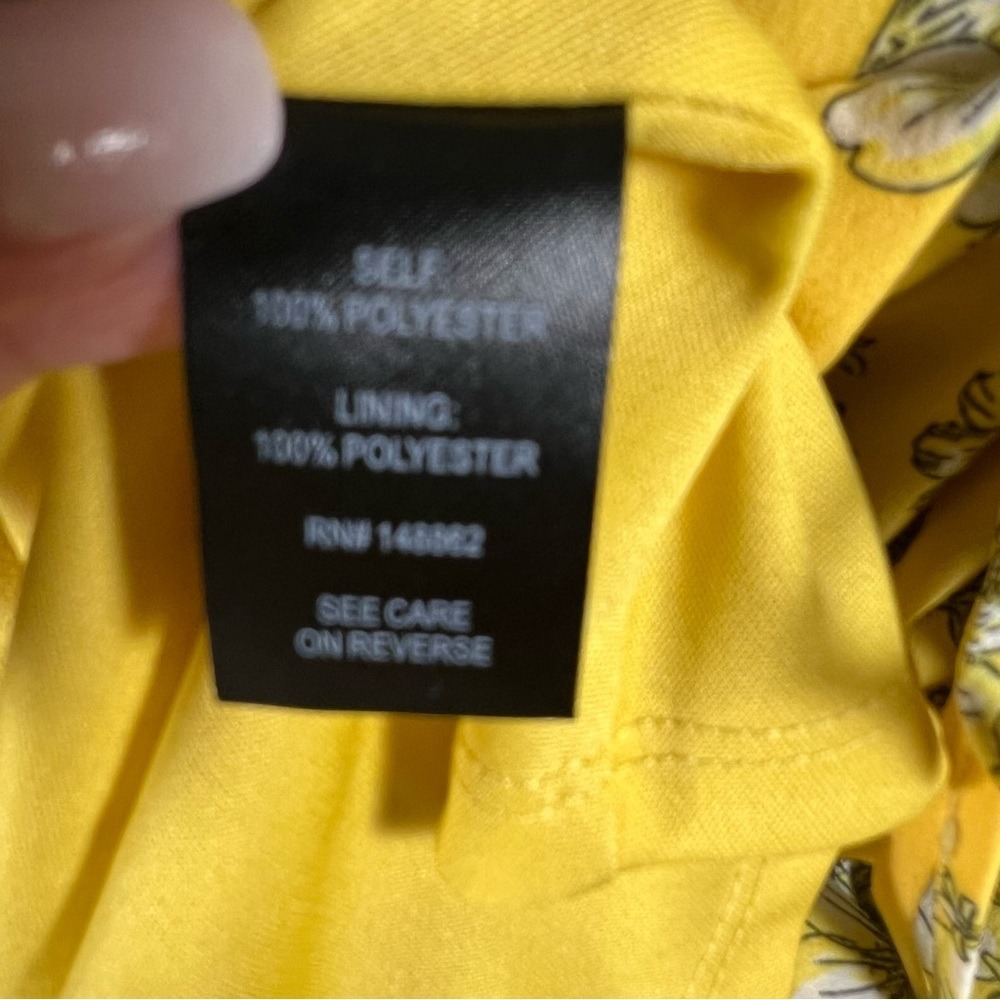 SELF:
100% POLYESTER
LINING:
100% POLYESTER
RN#
SEE CARE
ON REVERSE